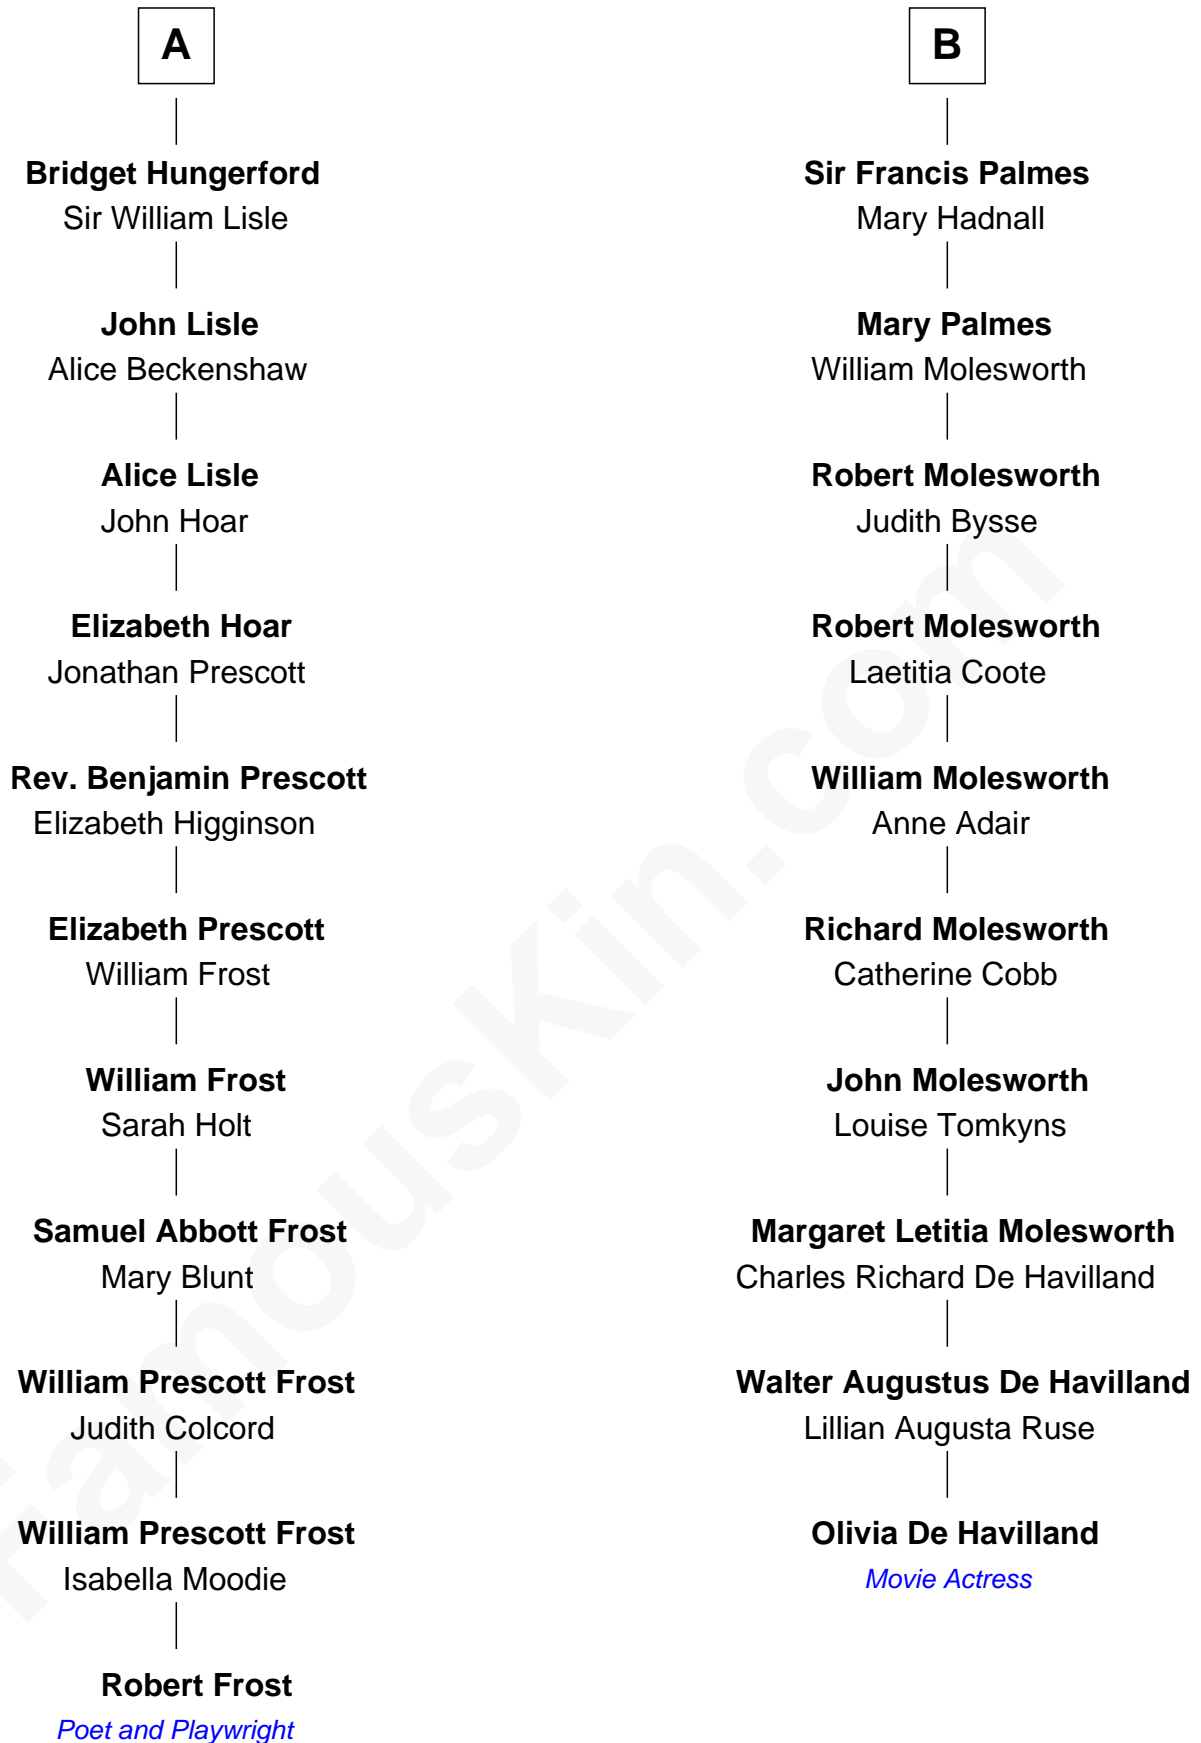 A
Bridget Hungerford
Sir William Lisle
John Lisle
Alice Beckenshaw
Alice Lisle
John Hoar
Elizabeth Hoar
Jonathan Prescott
Rev. Benjamin Prescott
Elizabeth Higginson
Elizabeth Prescott
William Frost
William Frost
Sarah Holt
Samuel Abbott Frost
Mary Blunt
William Prescott Frost
Judith Colcord
William Prescott Frost
Isabella Moodie
Robert Frost
Poet and Playwright
B
Sir Francis Palmes
Mary Hadnall
Mary Palmes
William Molesworth
Robert Molesworth
Judith Bysse
Robert Molesworth
Laetitia Coote
William Molesworth
Anne Adair
Richard Molesworth
Catherine Cobb
John Molesworth
Louise Tomkyns
Margaret Letitia Molesworth
Charles Richard De Havilland
Walter Augustus De Havilland
Lillian Augusta Ruse
Olivia De Havilland
Movie Actress
FamousKin.com